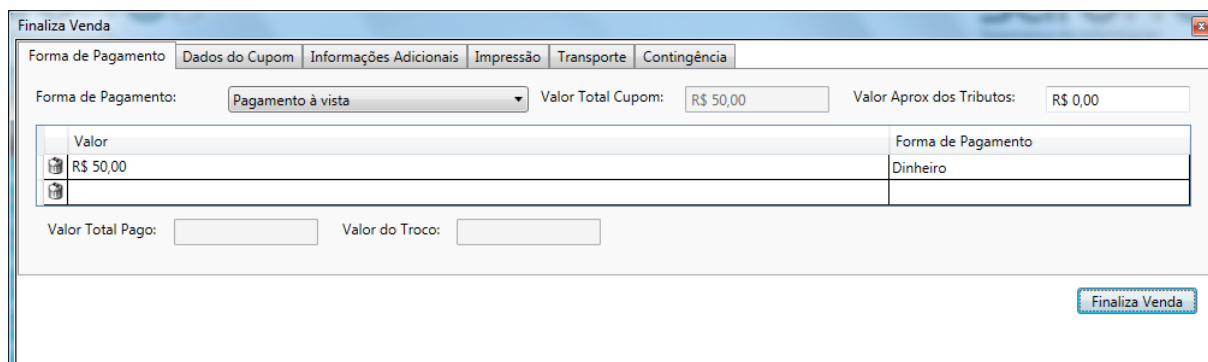 Finaliza Venda
Forma de Pagamento Dados do Cupom Informações Adicionais Impressão Transporte Contingência
Forma de Pagamento: Pagamento à vista Valor Total Cupom: R$ 50,00 Valor Aprox dos Tributos: R$ 0,00
Valor Forma de Pagamento
R$ 50,00 Dinheiro
Valor Total Pago: Valor do Troco:
Finaliza Venda